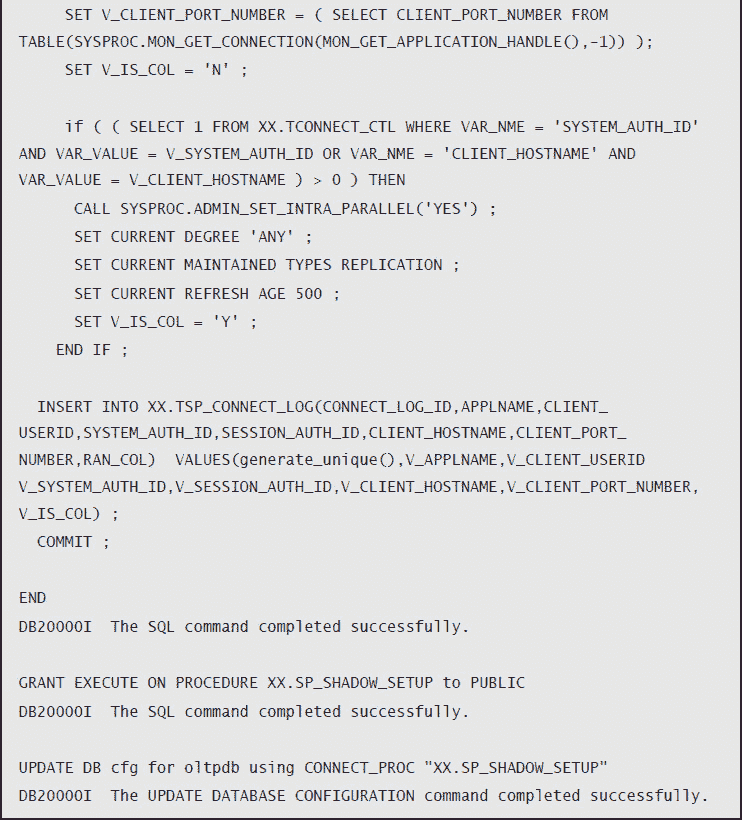 SET V_CLIENT_PORT_NUMBER = ( SELECT CLIENT_PORT_NUMBER FROM
TABLE(SYSPROC.MON_GET_CONNECTION(MON_GET_APPLICATION_HANDLE(),-1)) );
SET V_IS_COL = 'N' ;
if ( ( SELECT 1 FROM XX.TCONNECT_CTL WHERE VAR_NME = 'SYSTEM_AUTH_ID'
AND VAR_VALUE = V_SYSTEM_AUTH_ID OR VAR_NME = 'CLIENT_HOSTNAME' AND
VAR_VALUE = V_CLIENT_HOSTNAME ) > 0 ) THEN
CALL SYSPROC.ADMIN_SET_INTRA_PARALLEL('YES') ;
SET CURRENT DEGREE 'ANY' ;
SET CURRENT MAINTAINED TYPES REPLICATION ;
SET CURRENT REFRESH AGE 500 ;
SET V_IS_COL = 'Y' ;
END IF ;
INSERT INTO XX.TSP_CONNECT_LOG(CONNECT_LOG_ID,APPLNAME,CLIENT_
USERID,SYSTEM_AUTH_ID,SESSION_AUTH_ID,CLIENT_HOSTNAME,CLIENT_PORT_
NUMBER,RAN_COL)  VALUES(generate_unique(),V_APPLNAME,V_CLIENT_USERID
V_SYSTEM_AUTH_ID,V_SESSION_AUTH_ID,V_CLIENT_HOSTNAME,V_CLIENT_PORT_NUMBER,
V_IS_COL) ;
COMMIT ;
END
DB20000I  The SQL command completed successfully.
GRANT EXECUTE ON PROCEDURE XX.SP_SHADOW_SETUP to PUBLIC
DB20000I  The SQL command completed successfully.
UPDATE DB cfg for oltpdb using CONNECT_PROC "XX.SP_SHADOW_SETUP"
DB20000I  The UPDATE DATABASE CONFIGURATION command completed successfully.